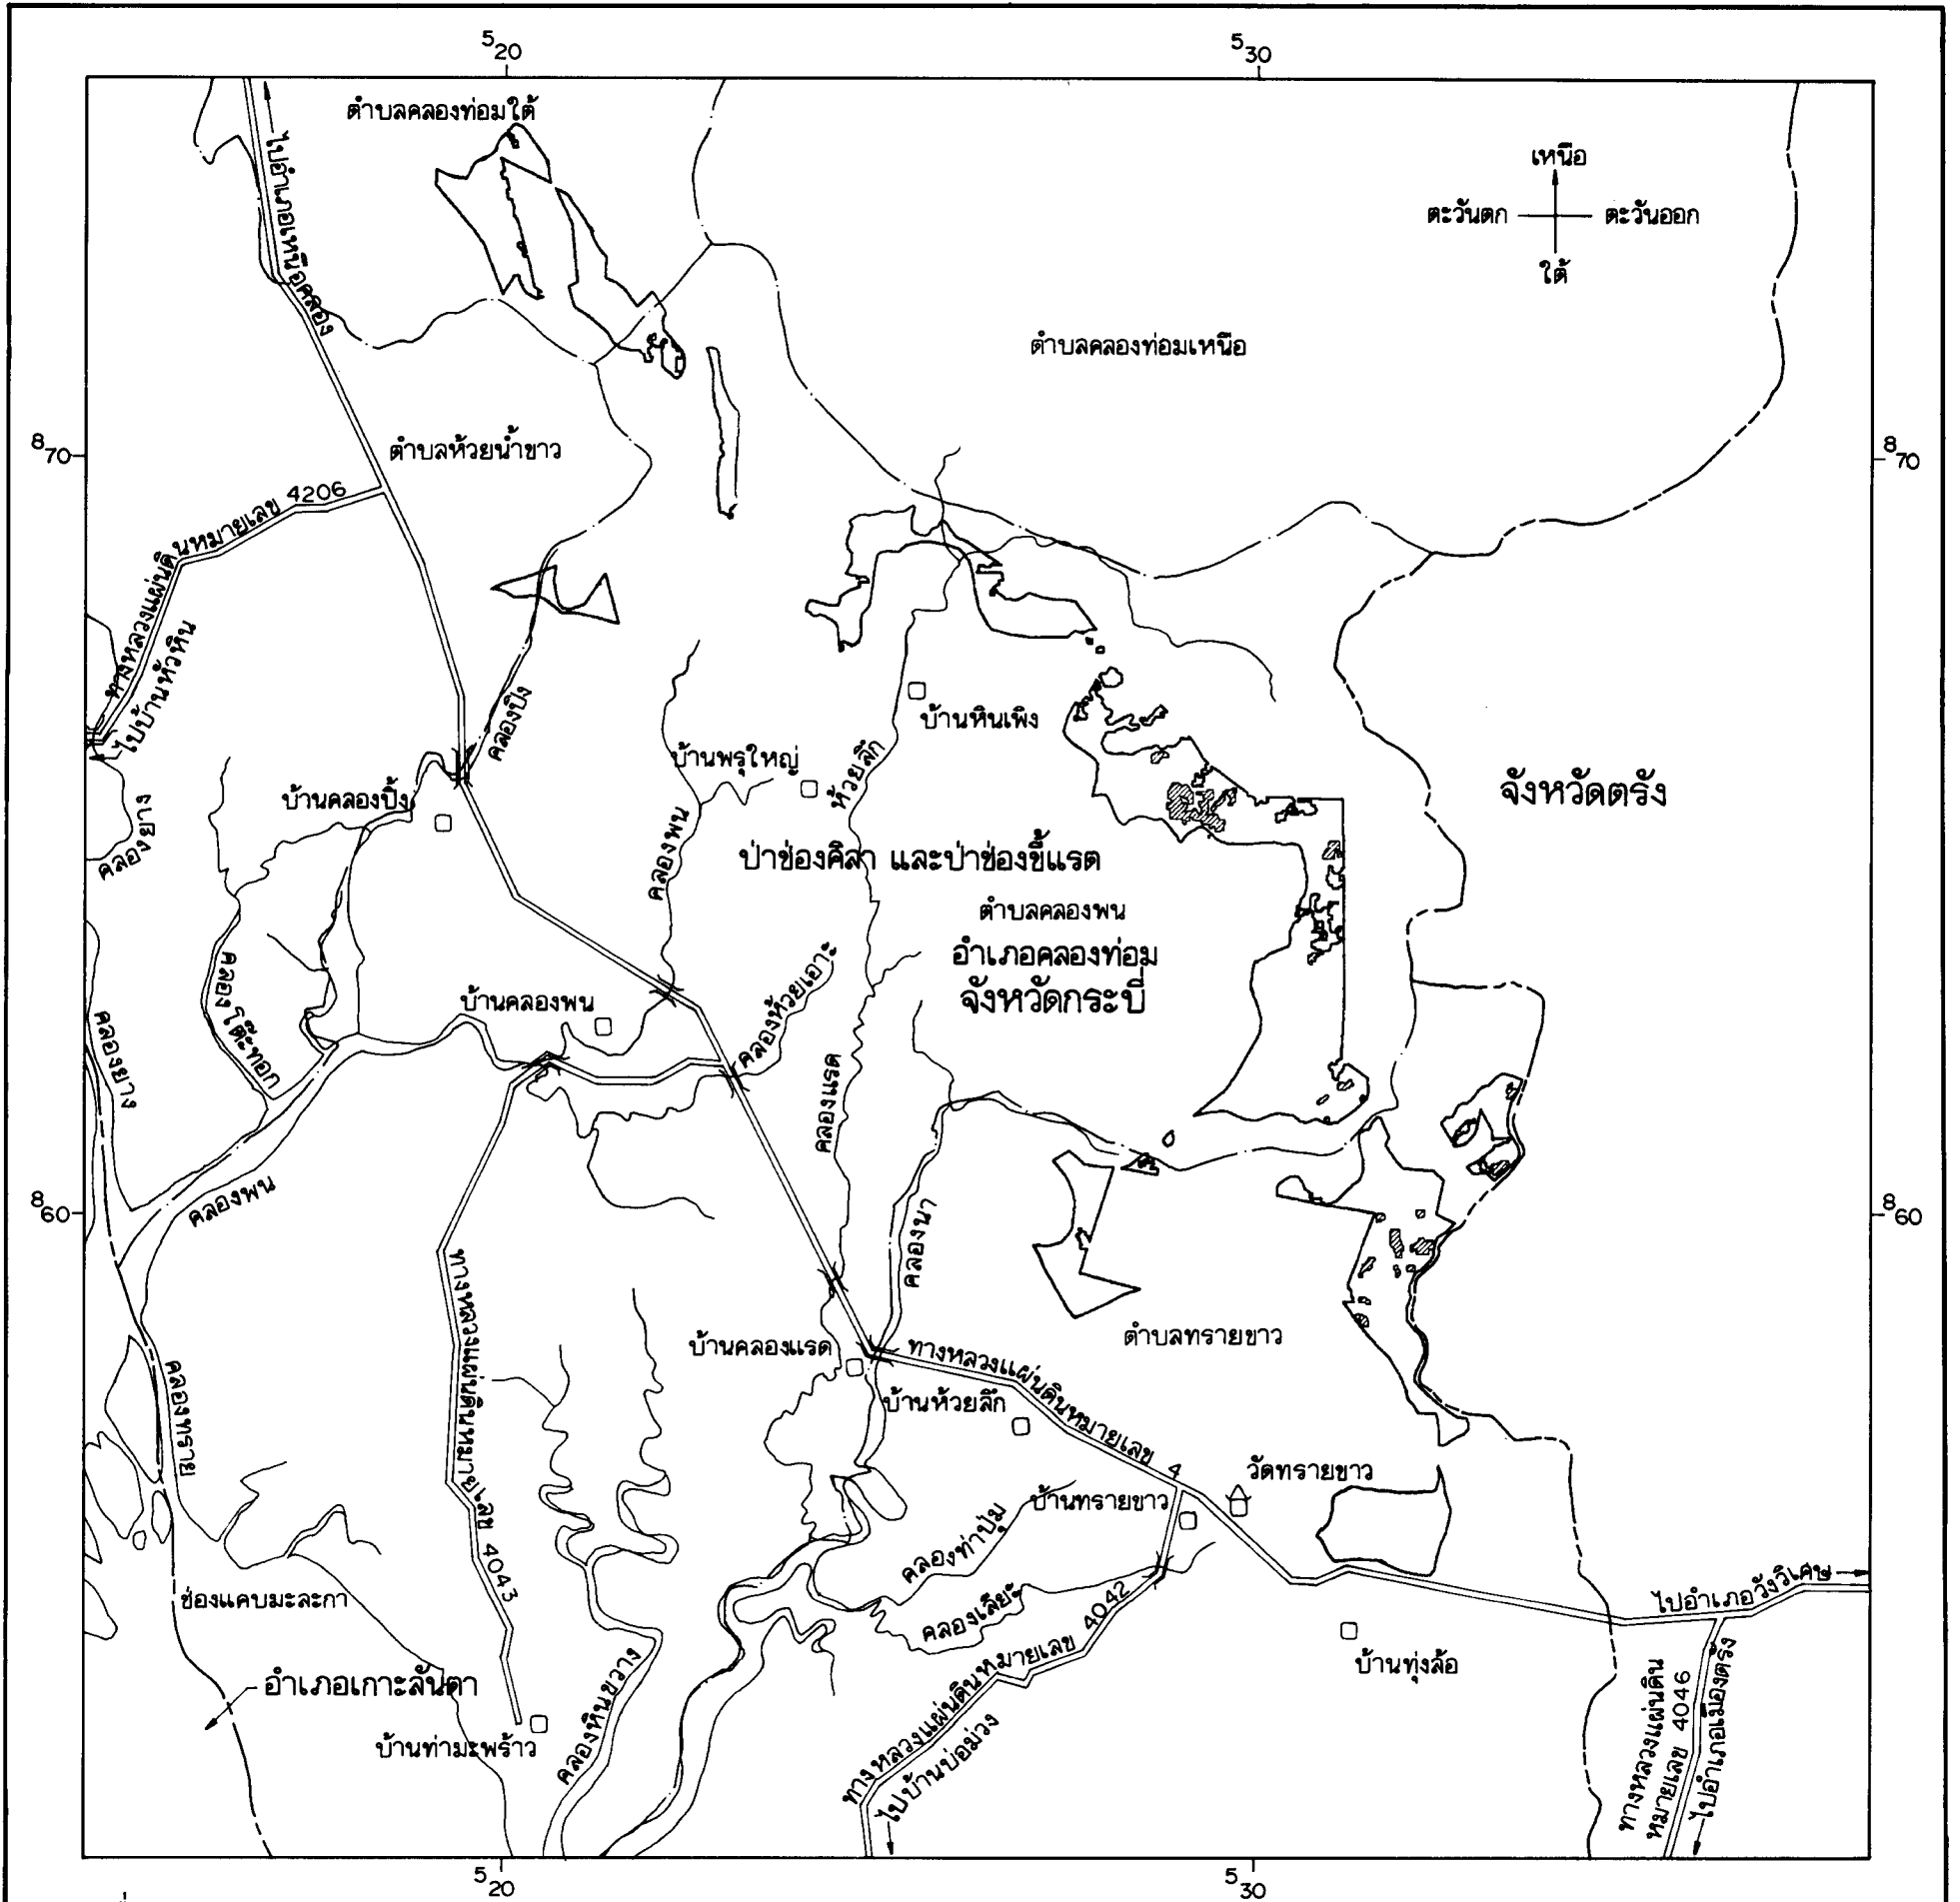 520
530
ตำบลคลองท่อมใต้
ไปอำเภอเหนือคลอง
เหนือ
ตะวันตก
ตะวันออก
ใต้
ตำบลคลองท่อมเหนือ
870
870
ตำบลห้วยน้ำขาว
ทางหลวงแผ่นดินหมายเลข 4206
ไปบ้านหัวหิน
คลองปิง
บ้านหินเพิง
บ้านพรุใหญ่
ห้วยลึก
บ้านคลองปิ้ง
จังหวัดตรัง
คลองยาง
คลองพน
ป่าช่องศิลา และป่าช่องขี้แรด
ตำบลคลองพน
อำเภอคลองท่อม
จังหวัดกระบี่
คลองโต๊ะทอก
บ้านคลองพน
คลองห้วยเอาะ
คลองยาง
คลองแรด
คลองพน
860
860
คลองนา
ทางหลวงแผ่นดินหมายเลข 4043
บ้านคลองแรด
ตำบลทรายขาว
ทางหลวงแผ่นดินหมายเลข 4
คลองทราย
บ้านห้วยลึก
วัดทรายขาว
บ้านทรายขาว
คลองท่าปุ่ม
ช่องแคบมะละกา
คลองเสียะ
ทางหลวงแผ่นดินหมายเลข 4042
ไปบ้านบ่อม่วง
ไปอำเภอวังวิเศษ
บ้านทุ่งล้อ
อำเภอเกาะลันตา
คลองหินขวาง
บ้านท่ามะพร้าว
ทางหลวงแผ่นดิน
หมายเลข 4046
ไปอำเภอเมืองตรัง
520
530